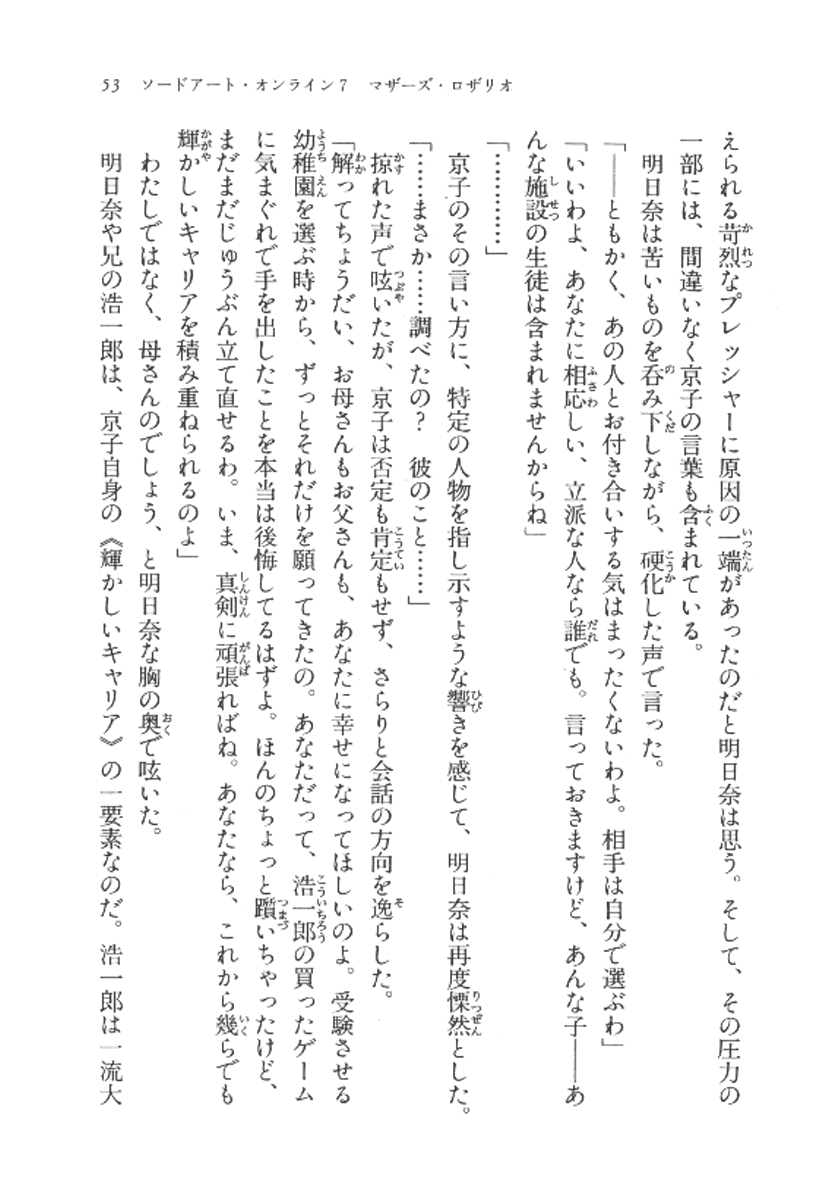 53　ソードアート・オンライン7　マザーズ・ロザリオ
えられる苛烈なプレッシャーに原因の一端があったのだと明日奈は思う。そして、その圧力の
一部には、間違いなく京子の言葉も含まれている。
　明日奈は苦いものを呑み下しながら、硬化した声で言った。
「――ともかく、あの人とお付き合いする気はまったくないわよ。相手は自分で選ぶわ」
「いいわよ、あなたに相応しい、立派な人なら誰でも。言っておきますけど、あんな子――あ
んな施設の生徒は含まれませんからね」
「…………」
　京子のその言い方に、特定の人物を指し示すような響きを感じて、明日奈は再度慄然とした。
「……まさか……調べたの？　彼のこと……」
　掠れた声で呟いたが、京子は否定も肯定もせず、さらりと会話の方向を逸らした。
「解ってちょうだい、お母さんもお父さんも、あなたに幸せになってほしいのよ。受験させる
幼稚園を選ぶ時から、ずっとそれだけを願ってきたの。あなただって、浩一郎の買ったゲーム
に気まぐれで手を出したことを本当は後悔してるはずよ。ほんのちょっと躓いちゃったけど、
まだまだじゅうぶん立て直せるわ。いま、真剣に頑張ればね。あなたなら、これから幾らでも
輝かしいキャリアを積み重ねられるのよ」
　わたしではなく、母さんのでしょう、と明日奈な胸の奥で呟いた。
　明日奈や兄の浩一郎は、京子自身の《輝かしいキャリア》の一要素なのだ。浩一郎は一流大